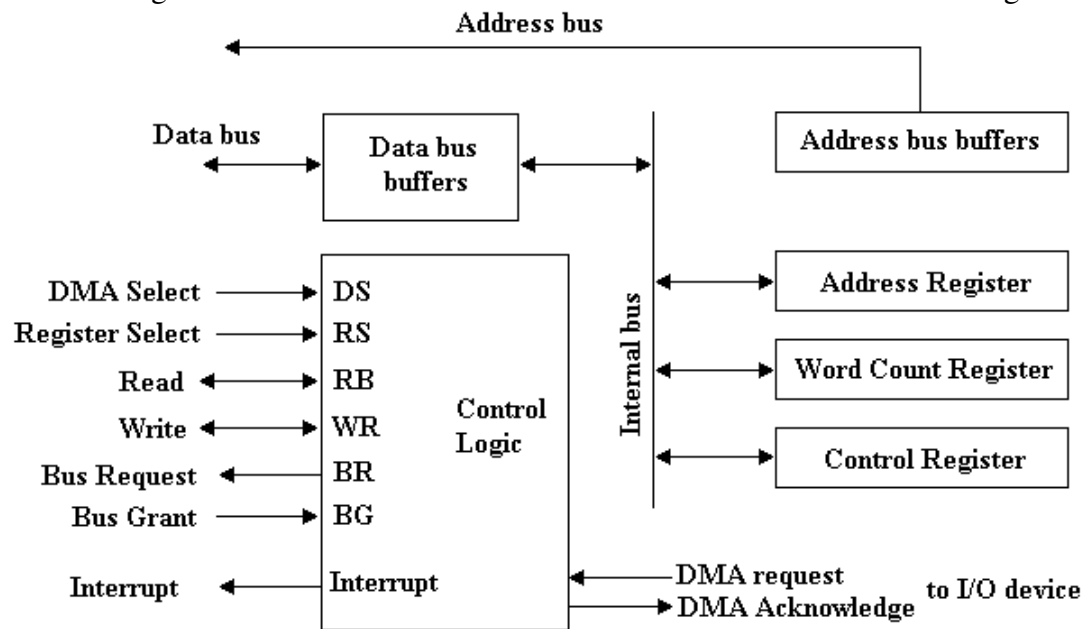 Address bus
Data bus
Data bus
buffers
Address bus buffers
DMA Select
DS
Register Select
RS
Read
RB
Write
WR
Bus Request
BR
Bus Grant
BG
Interrupt
Interrupt
Control
Logic
Internal bus
Address Register
Word Count Register
Control Register
DMA request
DMA Acknowledge
to I/O device